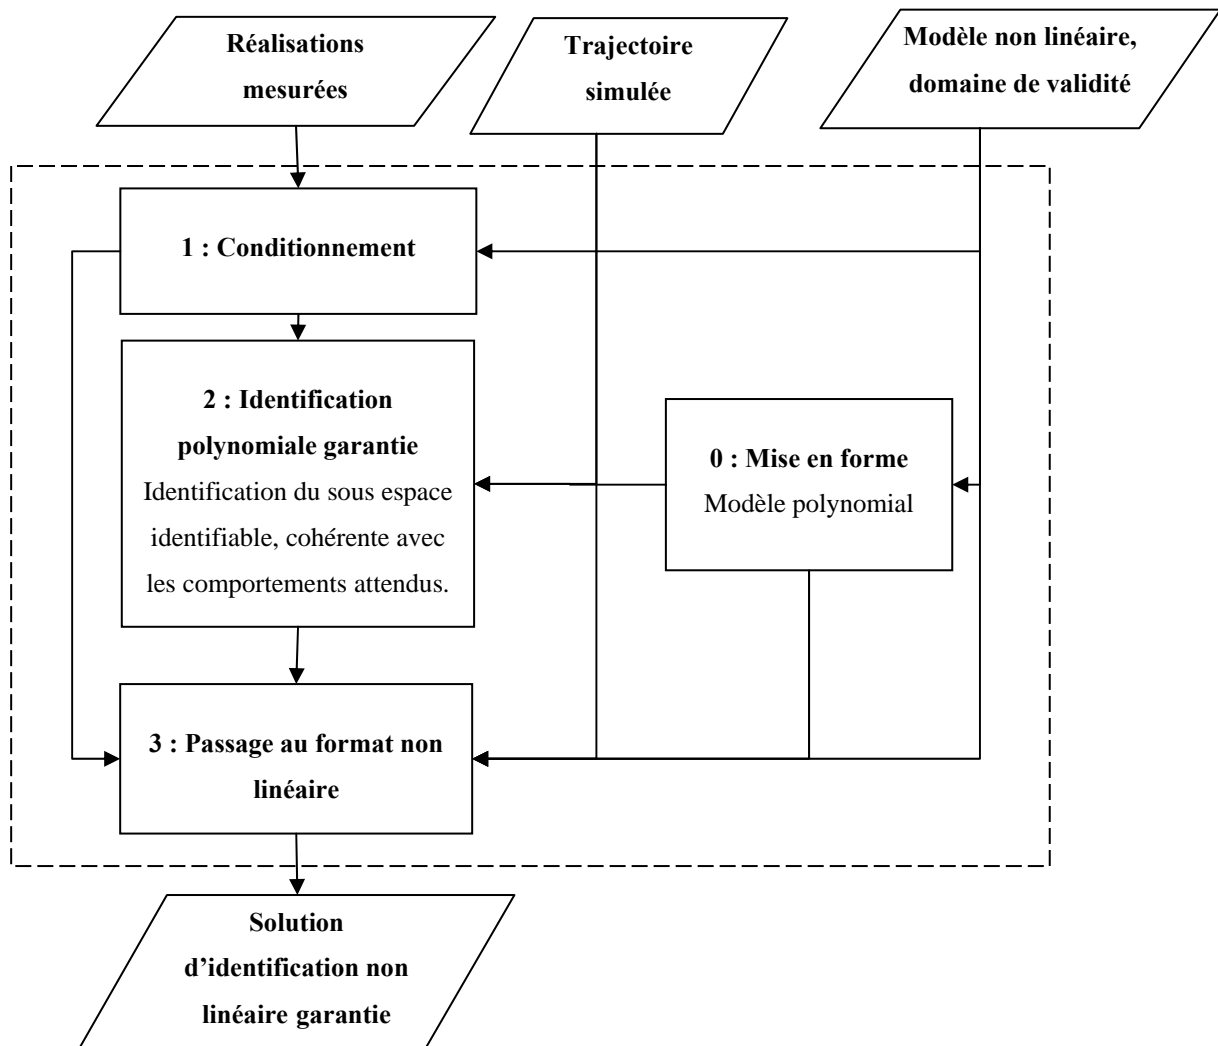 Réalisations
mesurées
Trajectoire
simulée
Modèle non linéaire,
domaine de validité
1 : Conditionnement
2 : Identification
polynomiale garantie
Identification du sous espace
identifiable, cohérente avec
les comportements attendus.
0 : Mise en forme
Modèle polynomial
3 : Passage au format non
linéaire
Solution
d’identification non
linéaire garantie